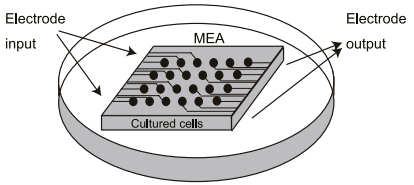 Electrode
input
MEA
Electrode
output
Cultured cells